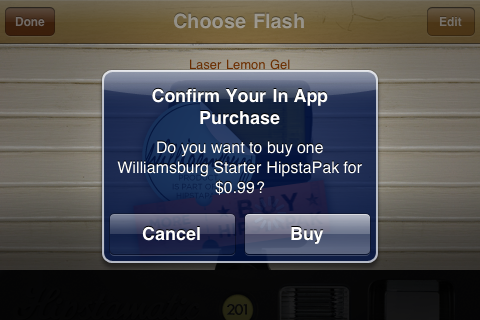 Done
Choose Flash
Edit
Laser Lemon Gel
Confirm Your In App
Purchase
Do you want to buy one
Williamsburg Starter HipstaPak for
$0.99?
BUY
Cancel
Buy
201